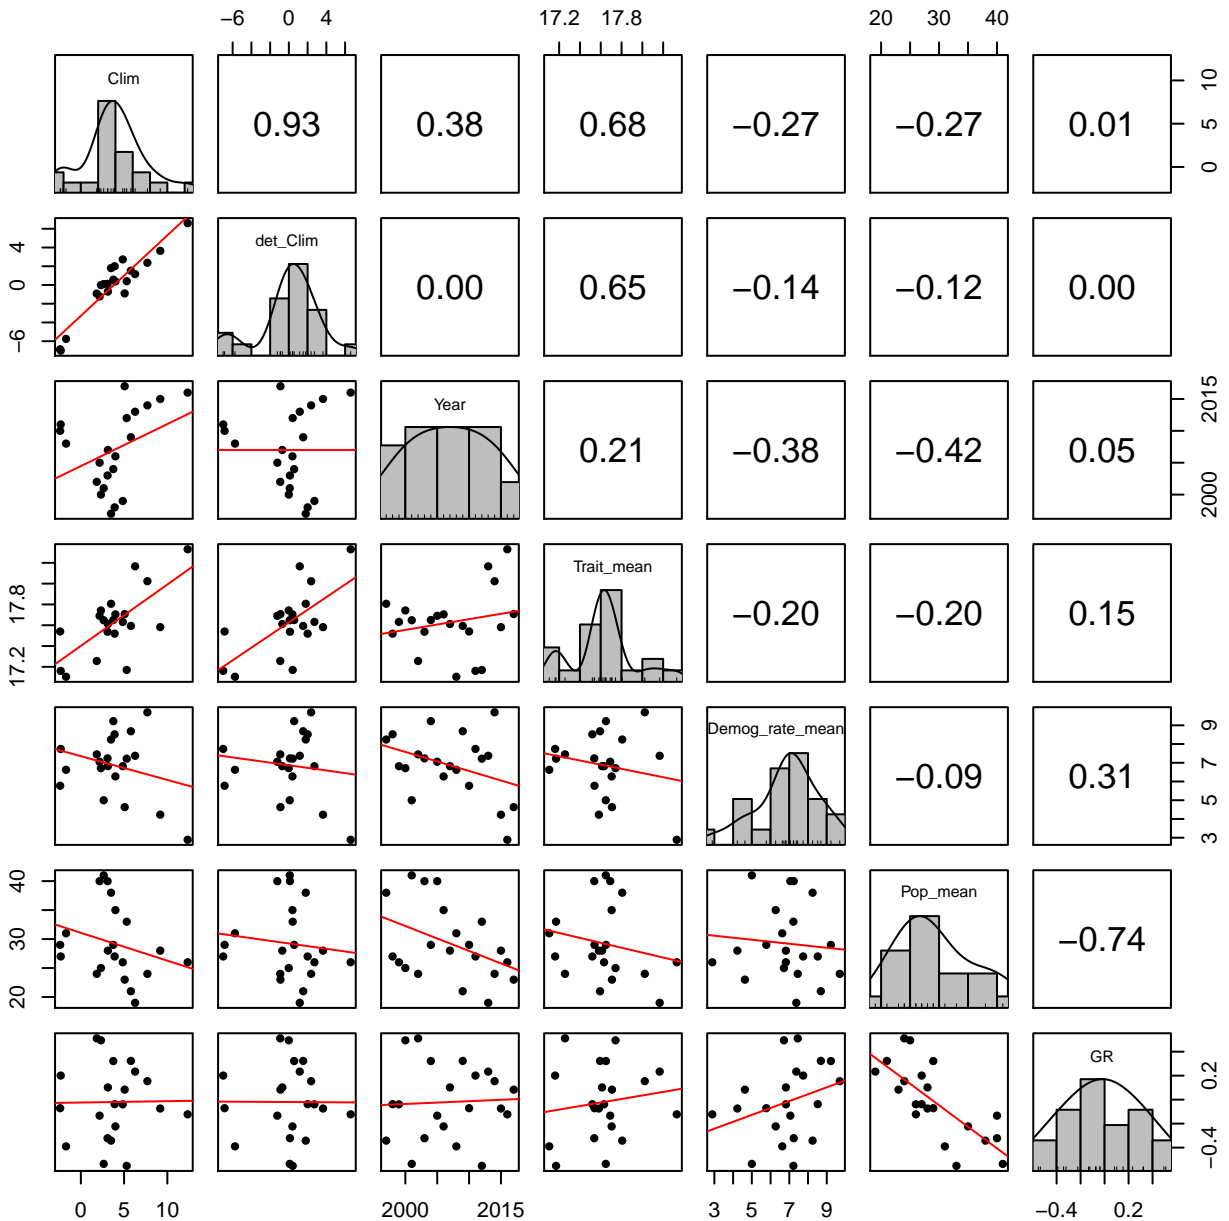 −6 0 4 17.2 17.8 20 30 40
Clim 0.93 0.38 0.68 −0.27 −0.27 0.01 0 5 10
−6 0 4 det_Clim 0.00 0.65 −0.14 −0.12 0.00
Year 0.21 −0.38 −0.42 0.05 2000 2015
17.2 17.8 Trait_mean −0.20 −0.20 0.15
Demog_rate_mean −0.09 0.31 3 5 7 9
20 30 40 Pop_mean −0.74
GR −0.4 0.2
0 5 10 2000 2015 3 5 7 9 −0.4 0.2